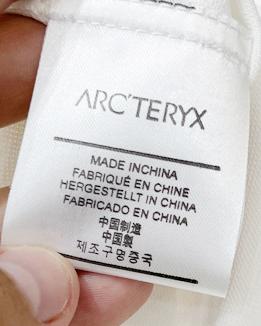 ARC'TERYX
MADE INCHINA
FABRIQUÉ EN CHINE
HERGESTELLT IN CHINA
FABRICADO EN CHINA
中国制造
中國製
제조구명중국